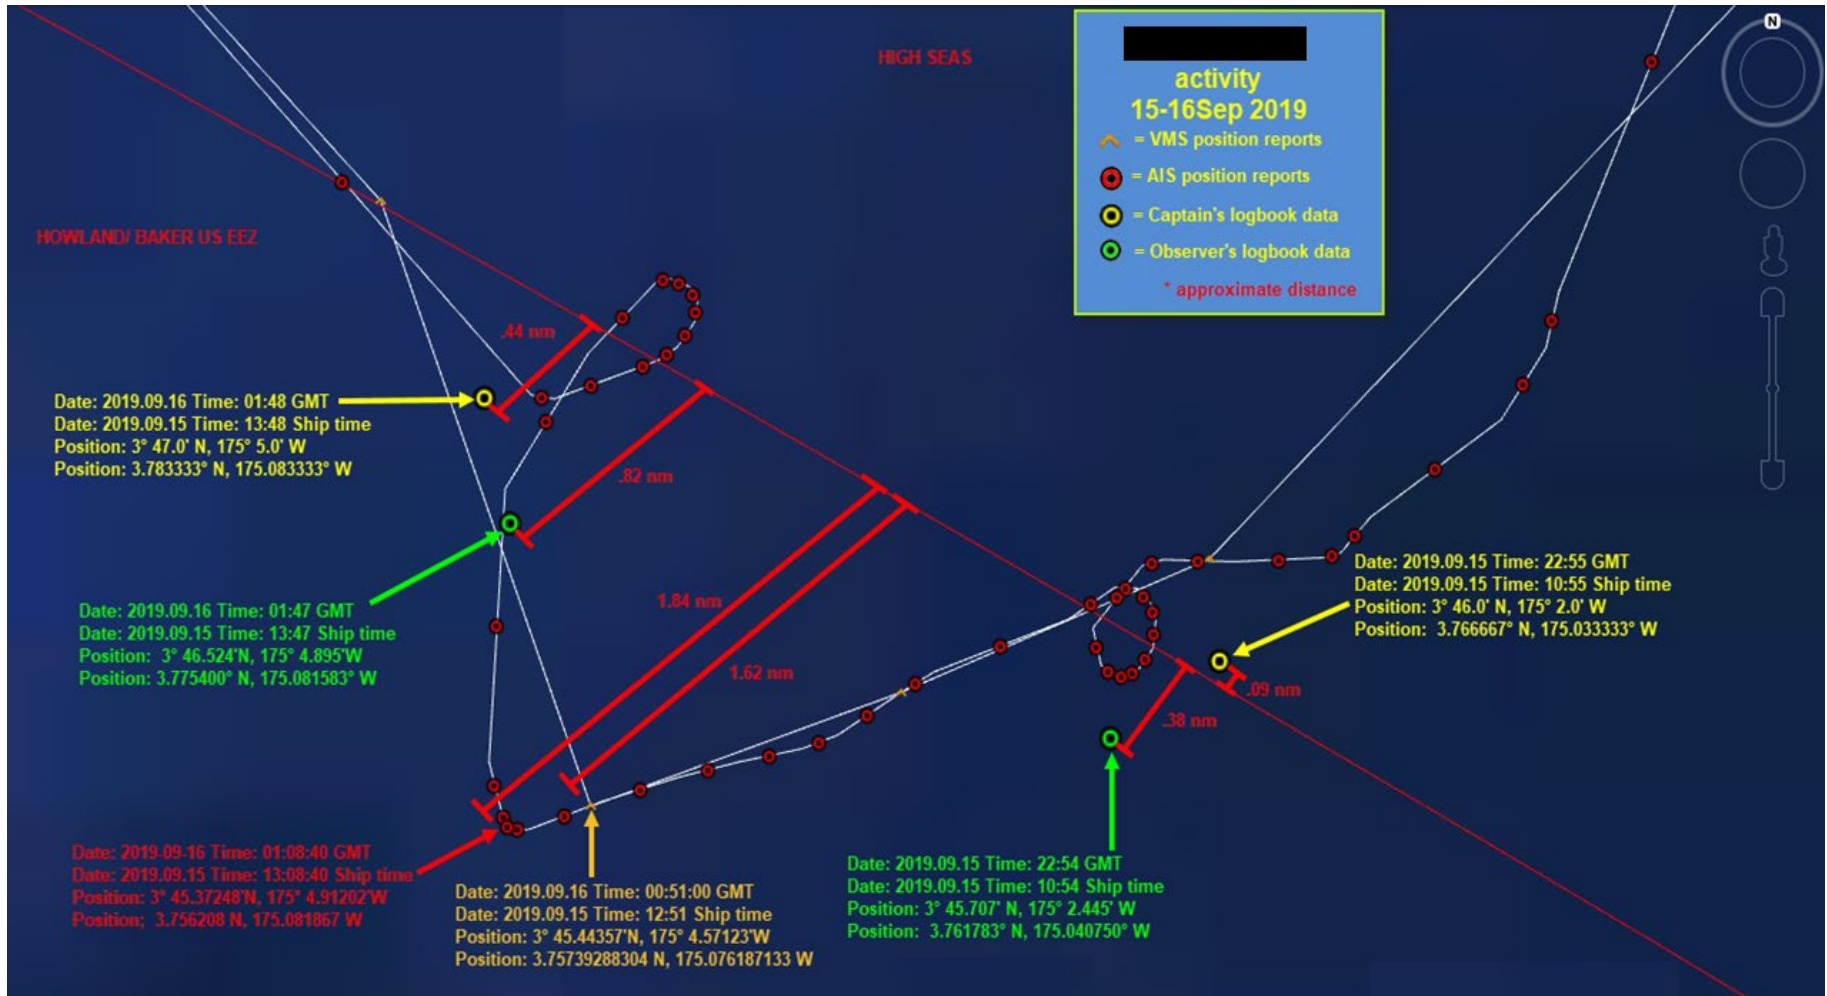 HIGH SEAS
activity
15-16Sep 2019
= VMS position reports
= AIS position reports
= Captain's logbook data
= Observer's logbook data
* approximate distance
N
HOWLAND/ BAKER US EEZ
.44 nm
Date: 2019.09.16 Time: 01:48 GMT
Date: 2019.09.15 Time: 13:48 Ship time
Position: 3° 47.0' N, 175° 5.0' W
Position: 3.783333° N, 175.083333° W
.82 nm
Date: 2019.09.16 Time: 01:47 GMT
Date: 2019.09.15 Time: 13:47 Ship time
Position: 3° 46.524'N, 175° 4.895'W
Position: 3.775400° N, 175.081583° W
1.84 nm
1.62 nm
Date: 2019.09.15 Time: 22:55 GMT
Date: 2019.09.15 Time: 10:55 Ship time
Position: 3° 46.0' N, 175° 2.0' W
Position: 3.766667° N, 175.033333° W
.09 nm
.38 nm
Date: 2019-09-16 Time: 01:08:40 GMT
Date: 2019.09.15 Time: 13:08:40 Ship time
Position: 3° 45.37248'N, 175° 4.91202'W
Position; 3.756208 N, 175.081867 W
Date: 2019.09.16 Time: 00:51:00 GMT
Date: 2019.09.15 Time: 12:51 Ship time
Position: 3° 45.44357'N, 175° 4.57123'W
Position: 3.75739288304 N, 175.076187133 W
Date: 2019.09.15 Time: 22:54 GMT
Date: 2019.09.15 Time: 10:54 Ship time
Position: 3° 45.707' N, 175° 2.445' W
Position: 3.761783° N, 175.040750° W